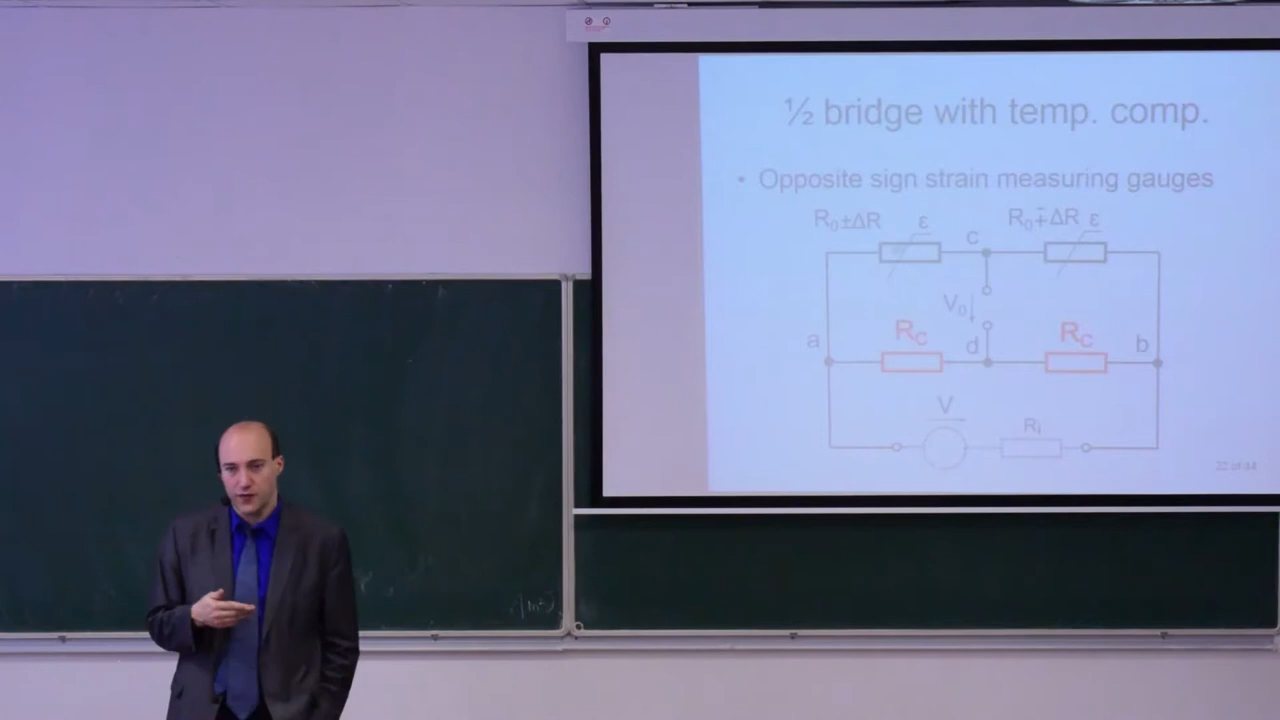 ½ bridge with temp. comp.
• Opposite sign strain measuring gauges
R₀±ΔR ε c R₀∓ΔR ε
V₀↓
a R_C d R_C b
V R_i
22 of 44